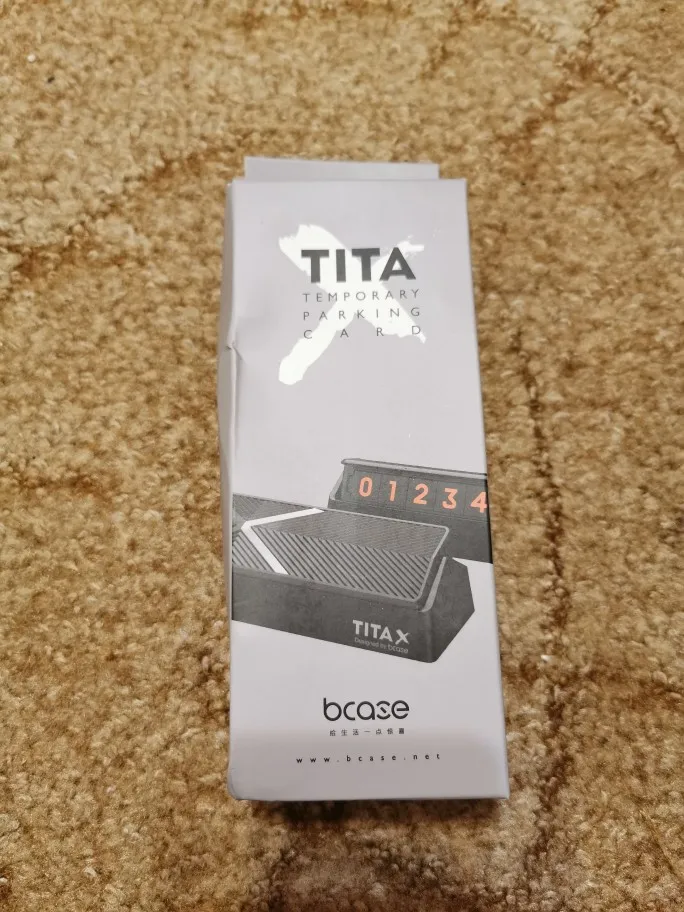 TITA
TEMPORARY
PARKING
CARD
01234
TITA X
Designed by bcase
bcase
给生活一点惊喜
www.bcase.net